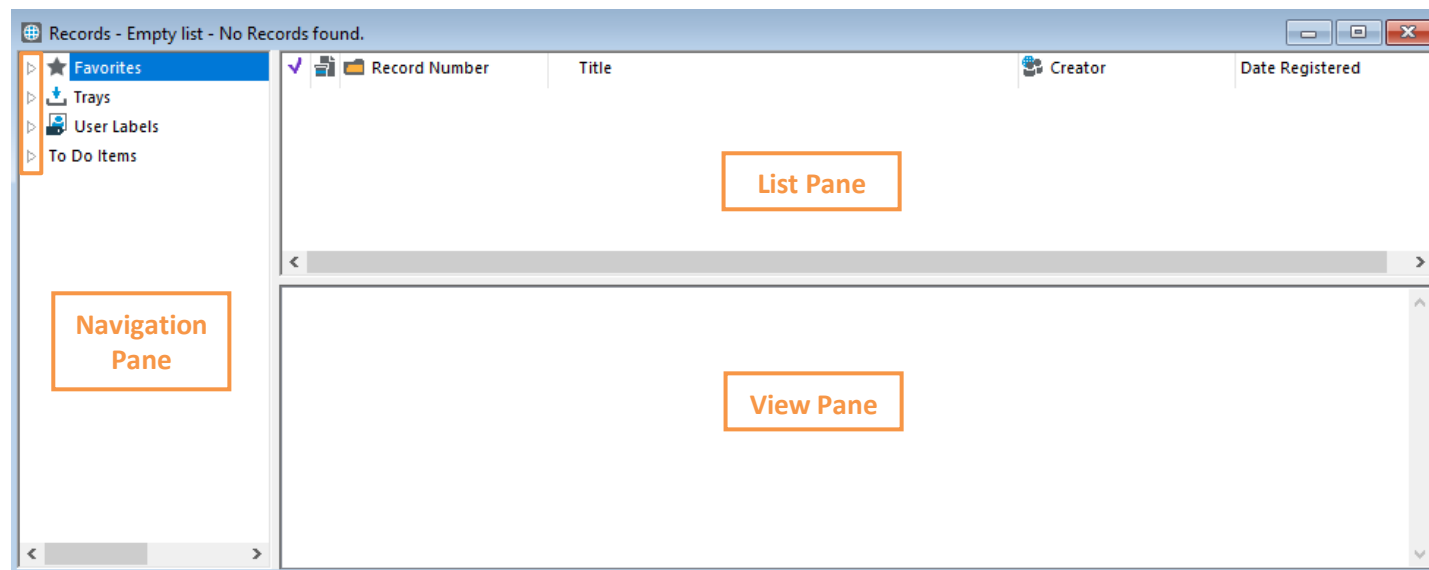 Records - Empty list - No Records found.
Favorites
Trays
User Labels
To Do Items
Record Number Title Creator Date Registered
List Pane
Navigation
Pane
View Pane